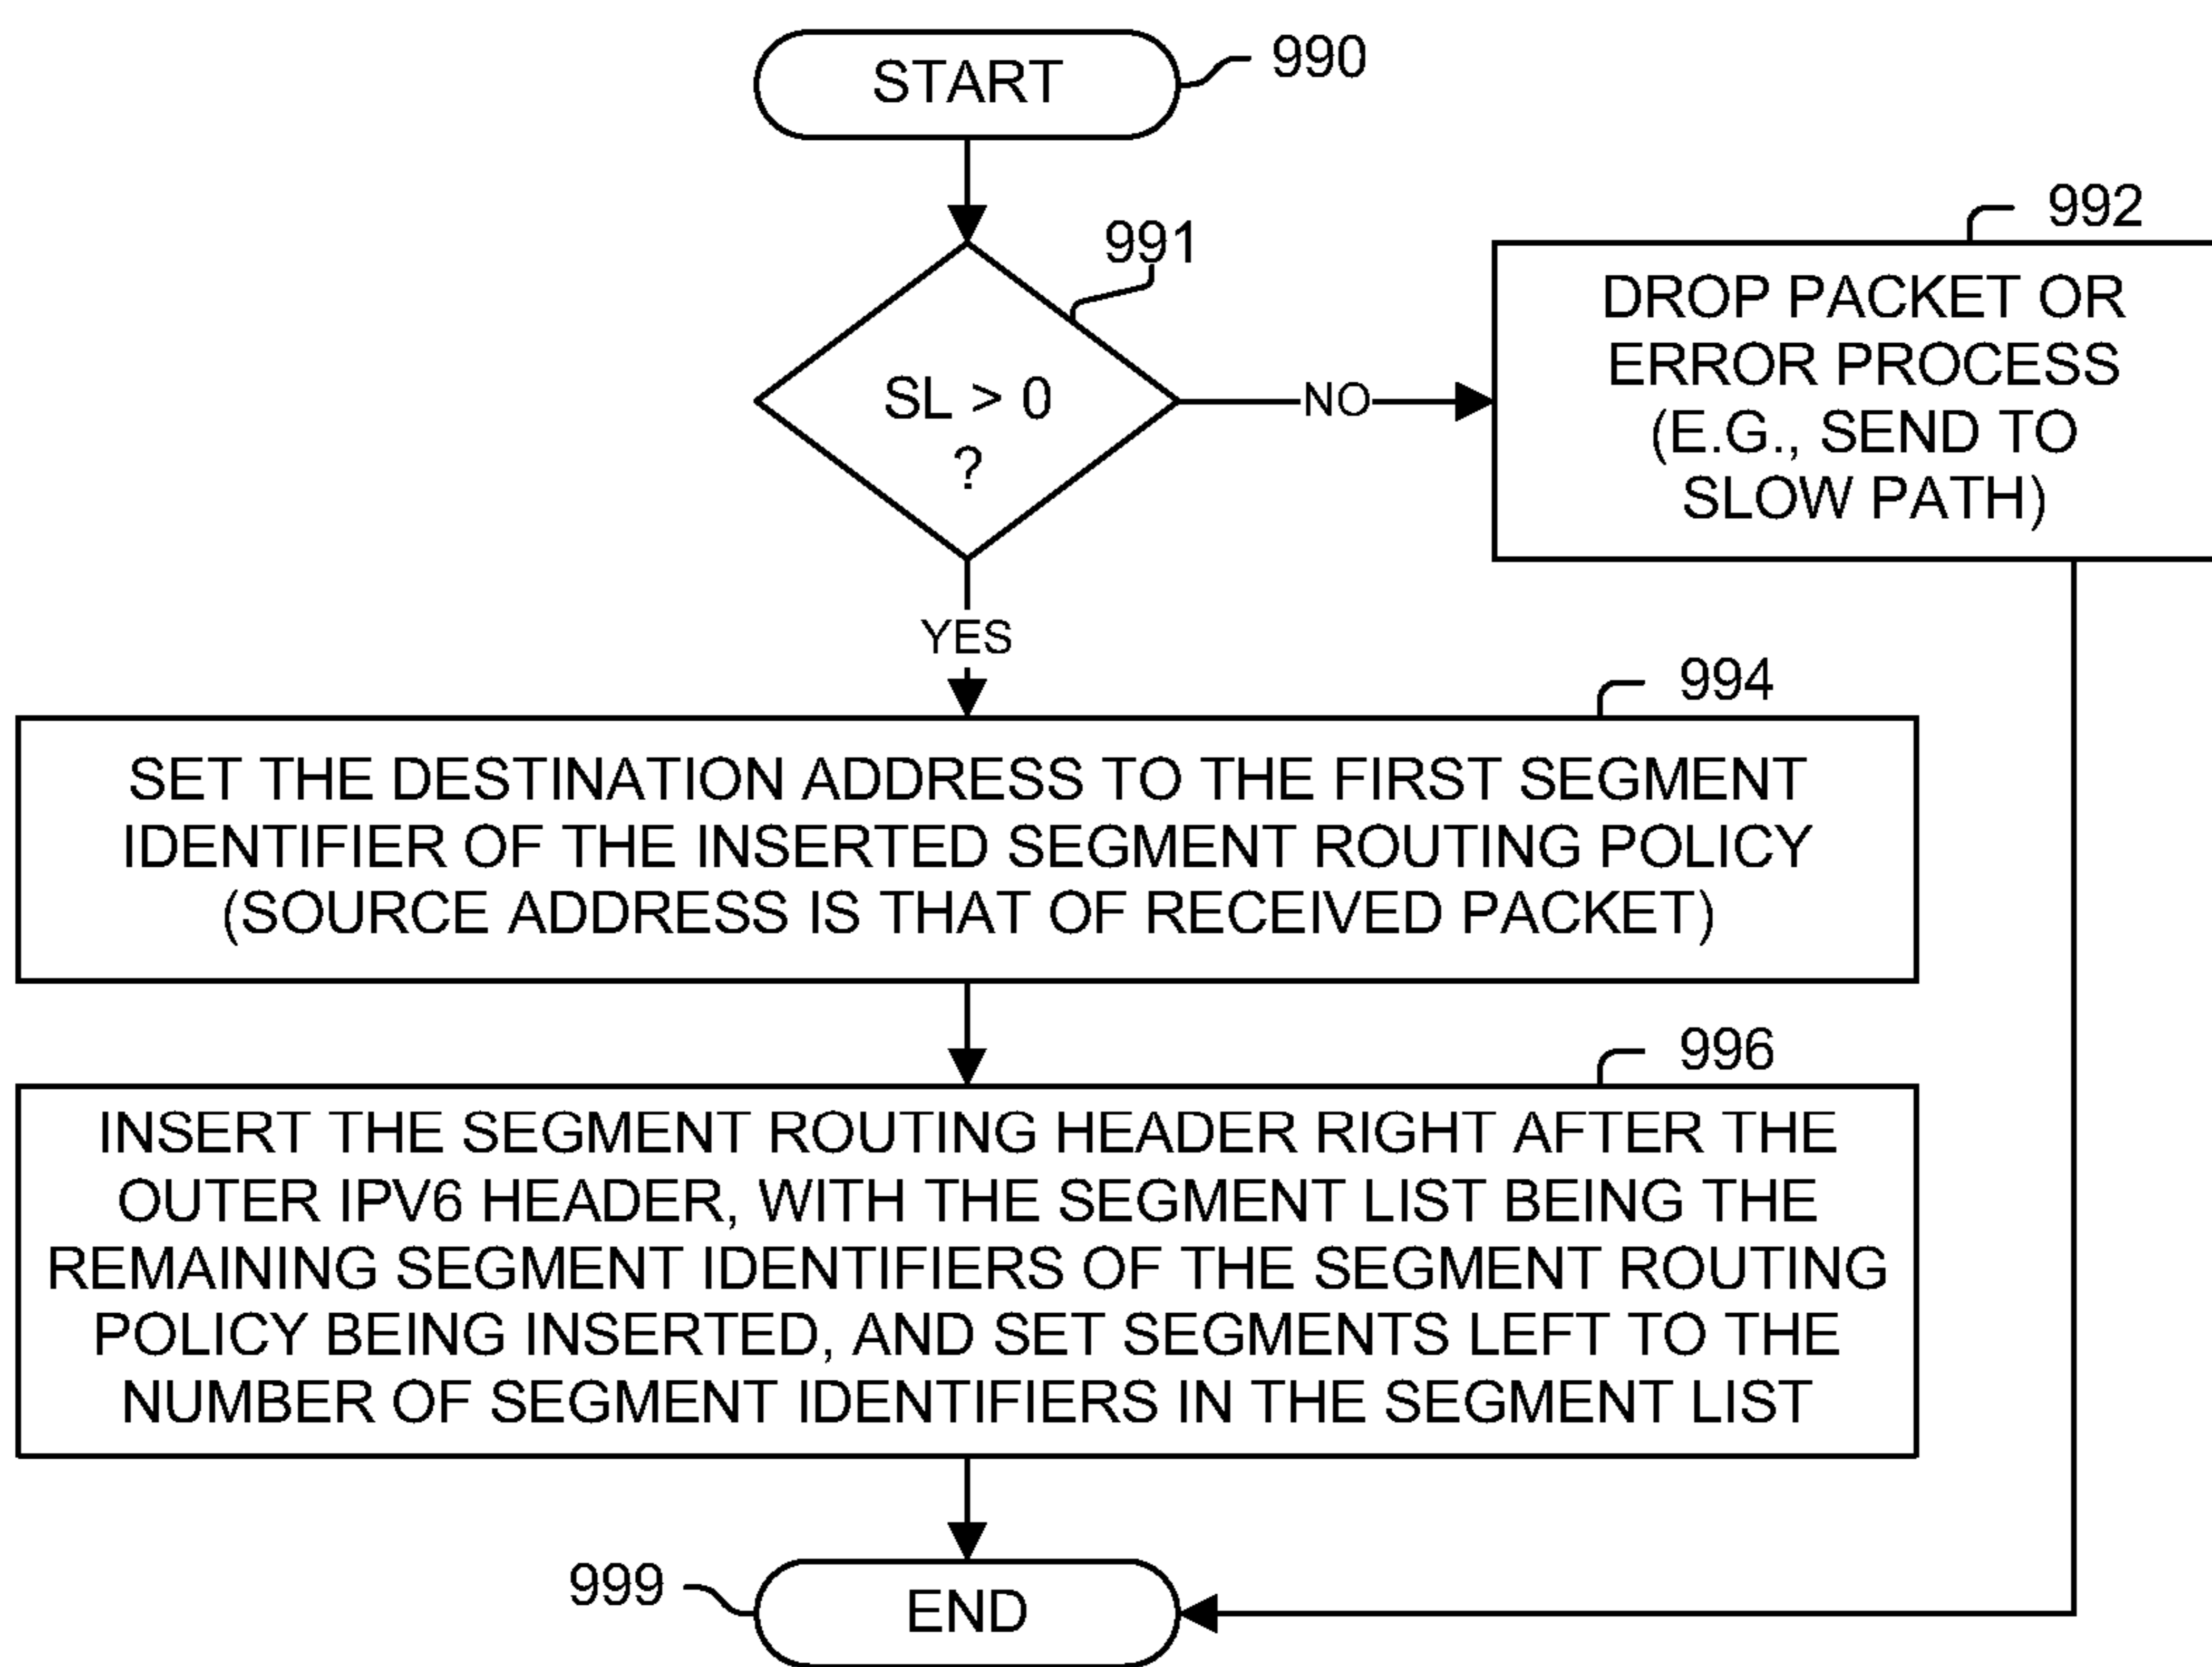 START
990
991
SL > 0
?
NO
992
DROP PACKET OR
ERROR PROCESS
(E.G., SEND TO
SLOW PATH)
YES
994
SET THE DESTINATION ADDRESS TO THE FIRST SEGMENT
IDENTIFIER OF THE INSERTED SEGMENT ROUTING POLICY
(SOURCE ADDRESS IS THAT OF RECEIVED PACKET)
996
INSERT THE SEGMENT ROUTING HEADER RIGHT AFTER THE
OUTER IPV6 HEADER, WITH THE SEGMENT LIST BEING THE
REMAINING SEGMENT IDENTIFIERS OF THE SEGMENT ROUTING
POLICY BEING INSERTED, AND SET SEGMENTS LEFT TO THE
NUMBER OF SEGMENT IDENTIFIERS IN THE SEGMENT LIST
999
END